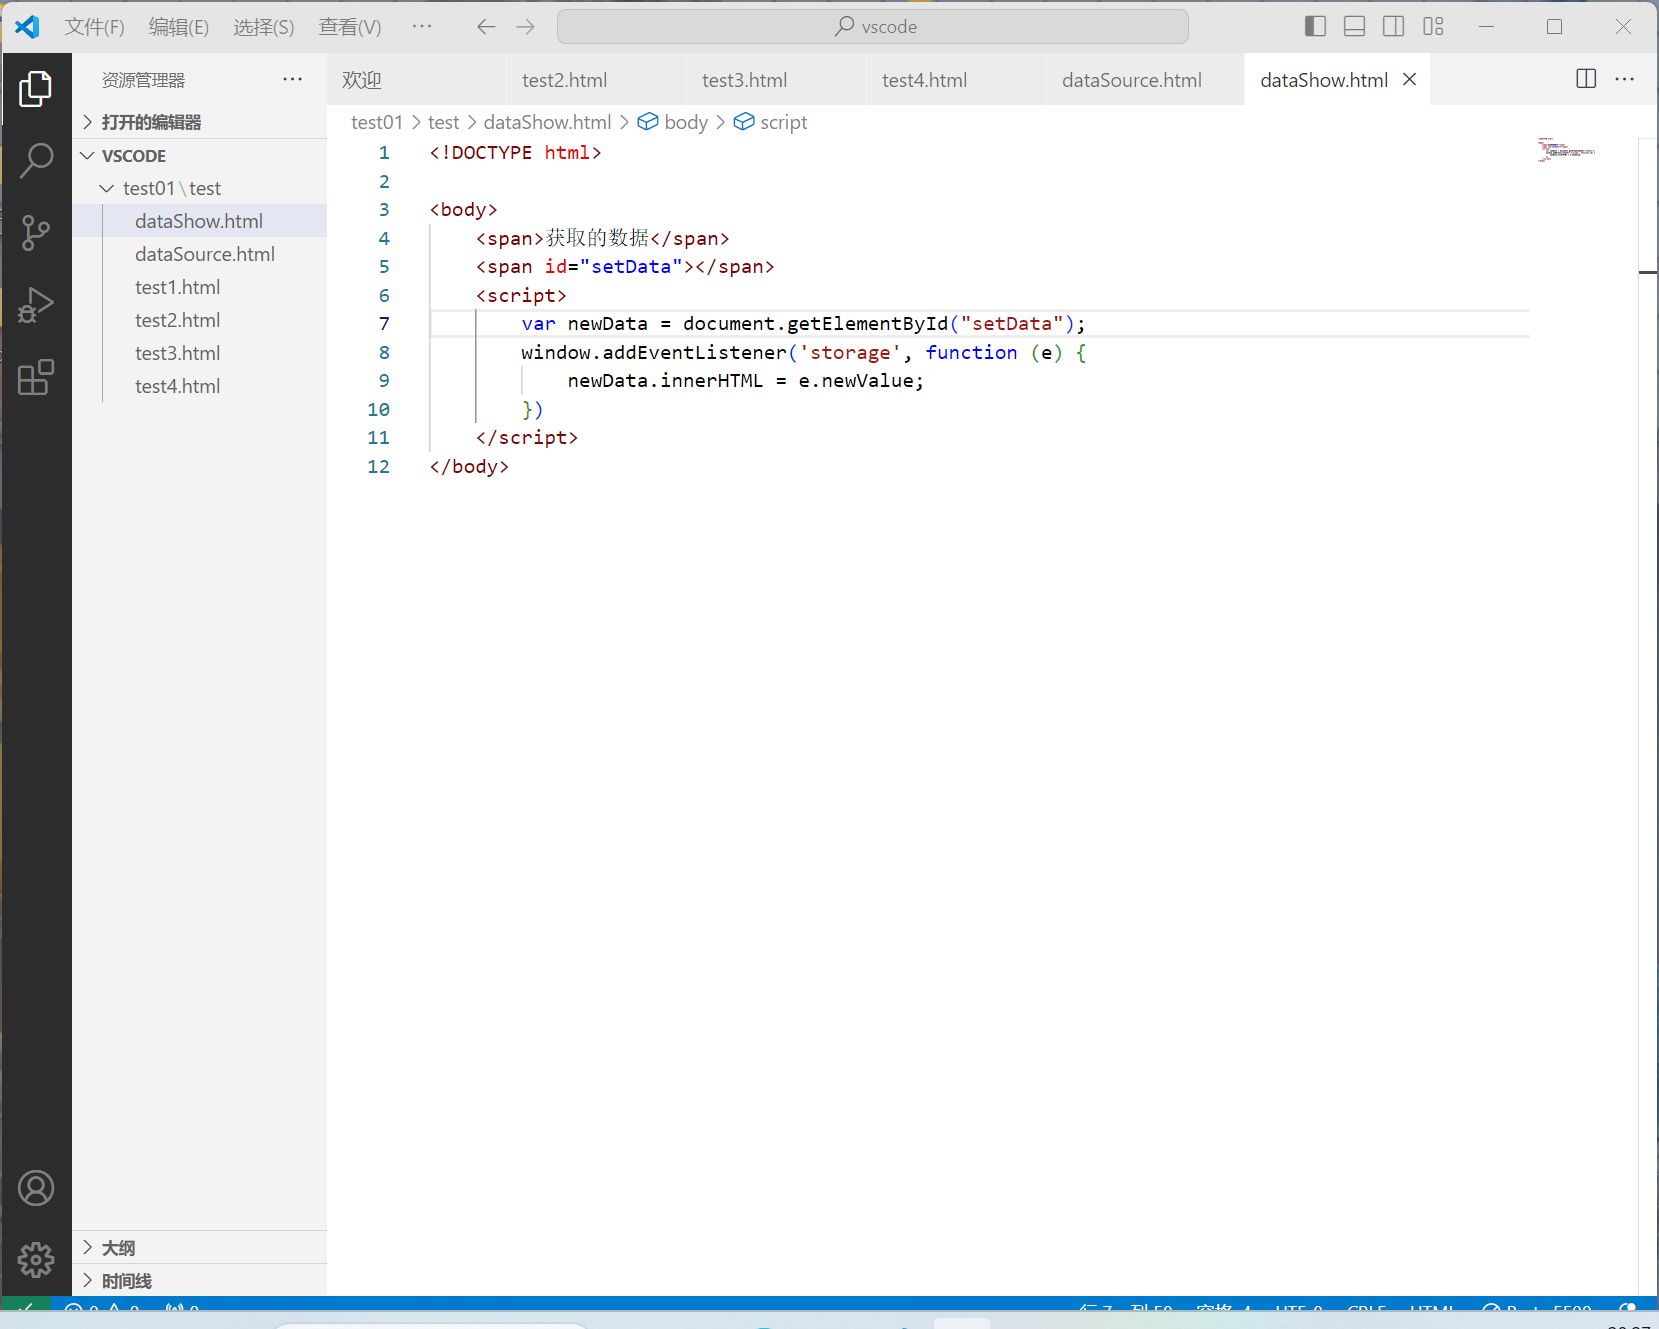 文件(F) 编辑(E) 选择(S) 查看(V) ··· vscode
资源管理器 ···
打开的编辑器
VSCODE
test01\test
dataShow.html
dataSource.html
test1.html
test2.html
test3.html
test4.html
大纲
时间线
欢迎 test2.html test3.html test4.html dataSource.html dataShow.html
test01 > test > dataShow.html > body > script
1 <!DOCTYPE html>
2
3 <body>
4 <span>获取的数据</span>
5 <span id="setData"></span>
6 <script>
7 var newData = document.getElementById("setData");
8 window.addEventListener('storage', function (e) {
9 newData.innerHTML = e.newValue;
10 })
11 </script>
12 </body>